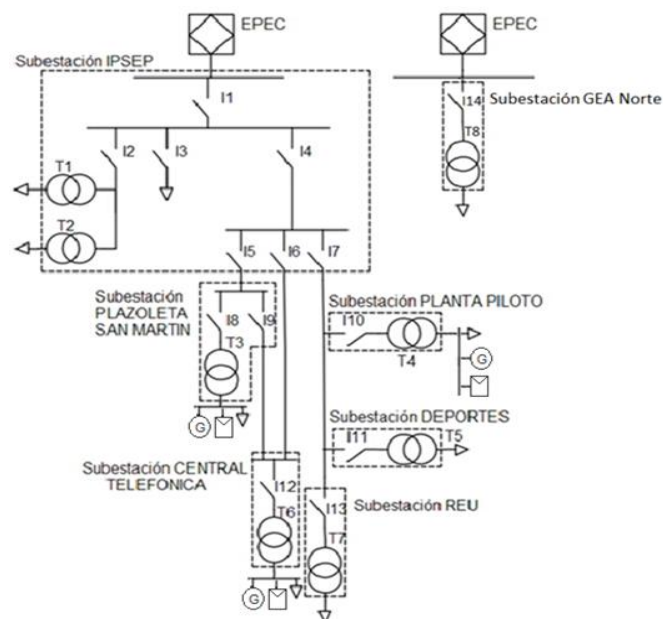 EPEC
EPEC
Subestación IPSEP
I1
I14
Subestación GEA Norte
T8
I2
I3
I4
T1
T2
I5
I6
I7
Subestación
PLAZOLETA
SAN MARTIN
I8
I9
T3
G
Subestación PLANTA PILOTO
I10
T4
G
Subestación DEPORTES
I11
T5
Subestación CENTRAL
TELEFONICA
I12
T6
G
I13
Subestación REU
T7